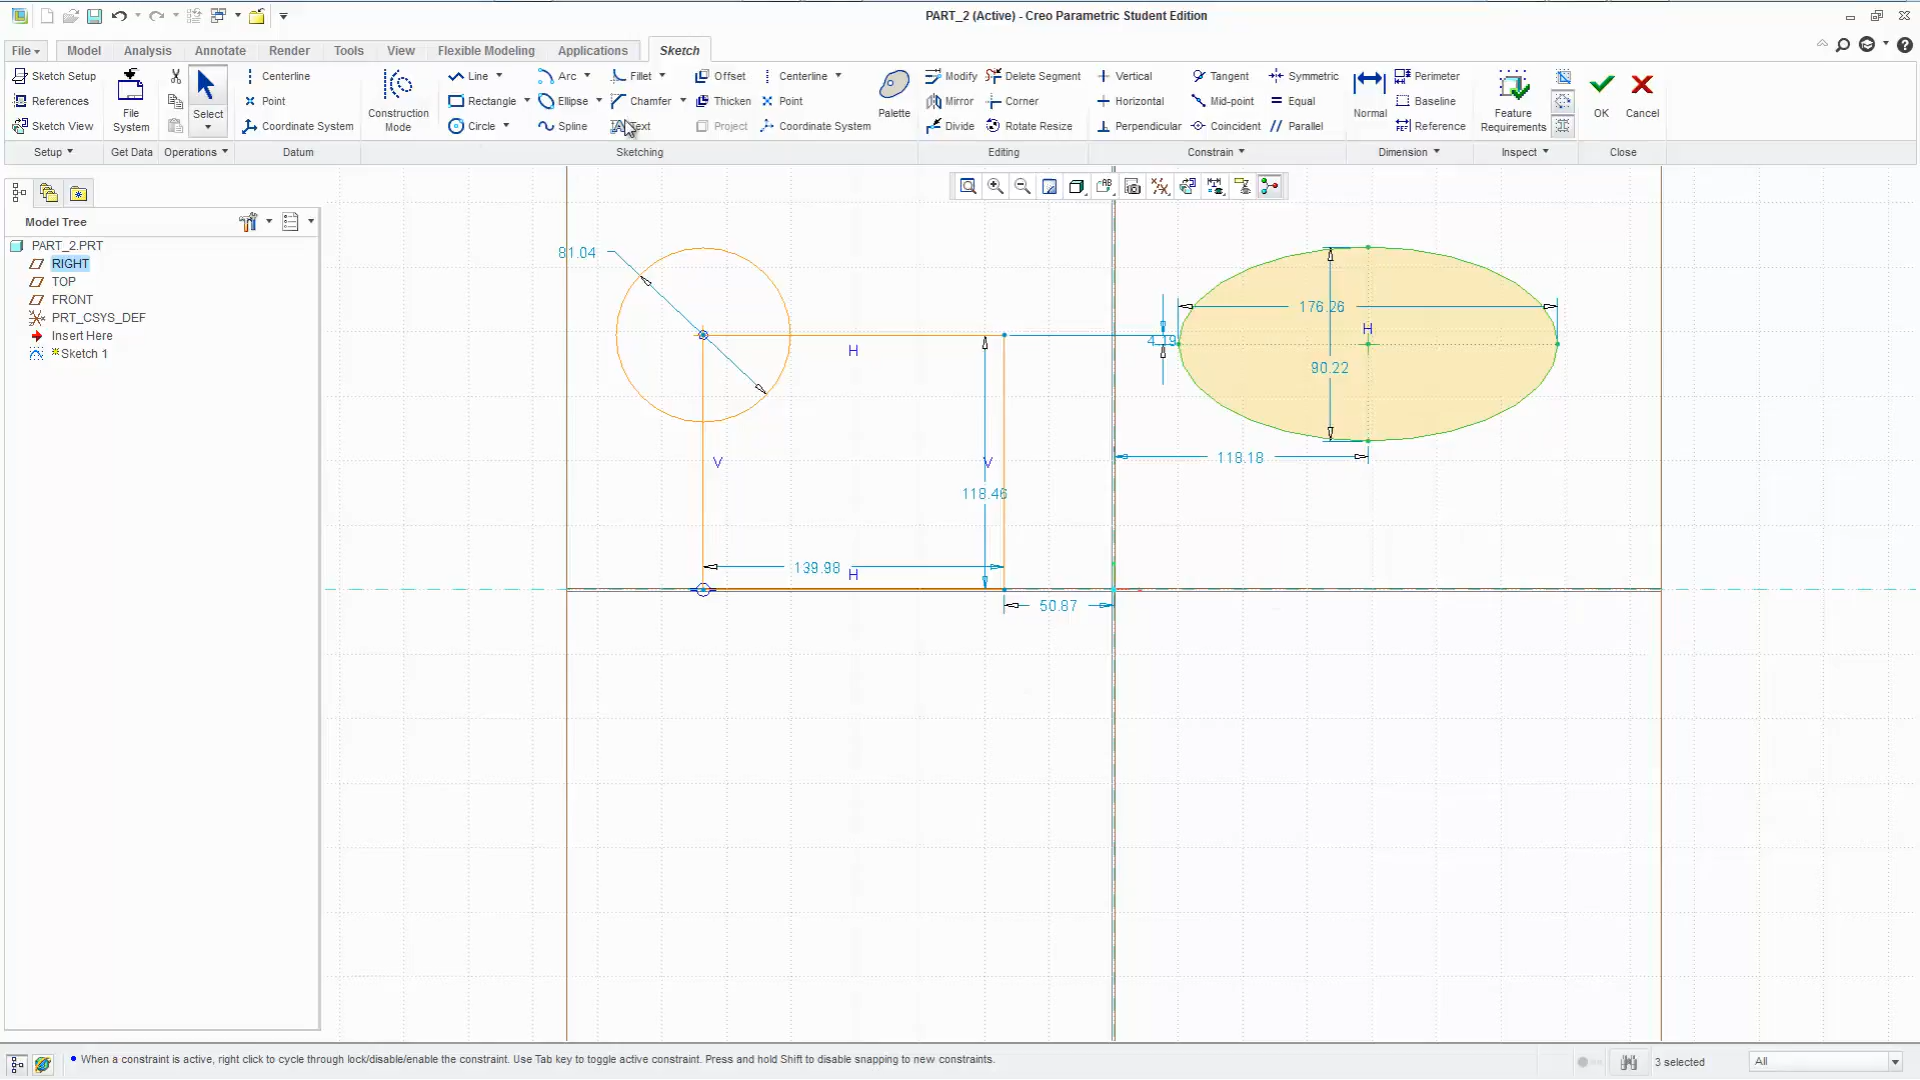 PART_2 (Active) - Creo Parametric Student Edition
File Model Analysis Annotate Render Tools View Flexible Modeling Applications Sketch
Sketch Setup Centerline Line Arc Fillet Offset Centerline Modify Delete Segment Vertical Tangent Symmetric Perimeter
References Point Rectangle Ellipse Chamfer Thicken Point Mirror Corner Horizontal Mid-point Equal Baseline
Sketch View Coordinate System Circle Spline Text Project Coordinate System Divide Rotate Resize Perpendicular Coincident Parallel Reference
File System
Select
Construction Mode
Palette
Normal
Feature Requirements
OK
Cancel
Setup Get Data Operations Datum Sketching Editing Constrain Dimension Inspect Close
Model Tree
PART_2.PRT
RIGHT
TOP
FRONT
PRT_CSYS_DEF
Insert Here
Sketch 1
81.04
176.26
H
4.19
H
90.22
118.18
V
V
118.46
139.98
H
50.87
When a constraint is active, right click to cycle through lock/disable/enable the constraint. Use Tab key to toggle active constraint. Press and hold Shift to disable snapping to new constraints.
3 selected
All